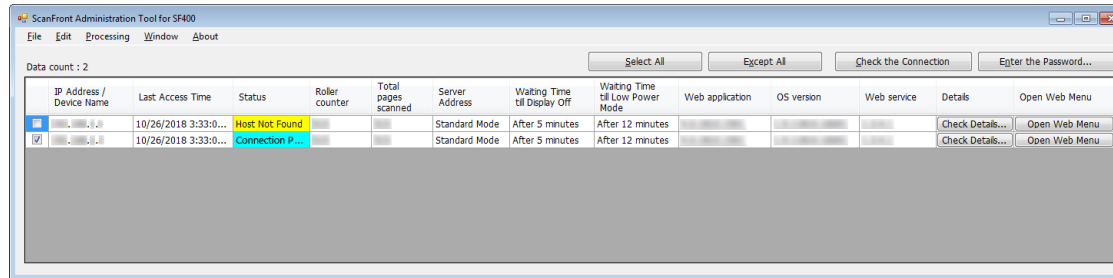 ScanFront Administration Tool for SF400
File Edit Processing Window About
Data count : 2
Select All Except All Check the Connection Enter the Password...
IP Address / Device Name Last Access Time Status Roller counter Total pages scanned Server Address Waiting Time till Display Off Waiting Time till Low Power Mode Web application OS version Web service Details Open Web Menu
10/26/2018 3:33:0... Host Not Found Standard Mode After 5 minutes After 12 minutes Check Details... Open Web Menu
10/26/2018 3:33:0... Connection P... Standard Mode After 5 minutes After 12 minutes Check Details... Open Web Menu